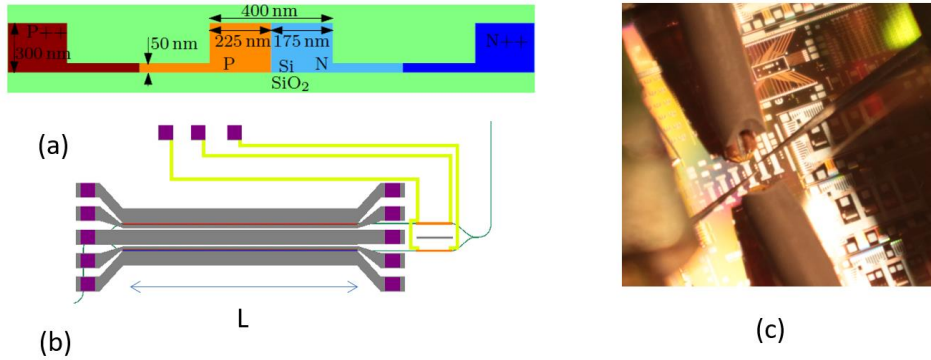 400 nm
P++
50 nm
225 nm
175 nm
N++
300 nm
P
Si
N
SiO2
(a)
L
(b)
(c)